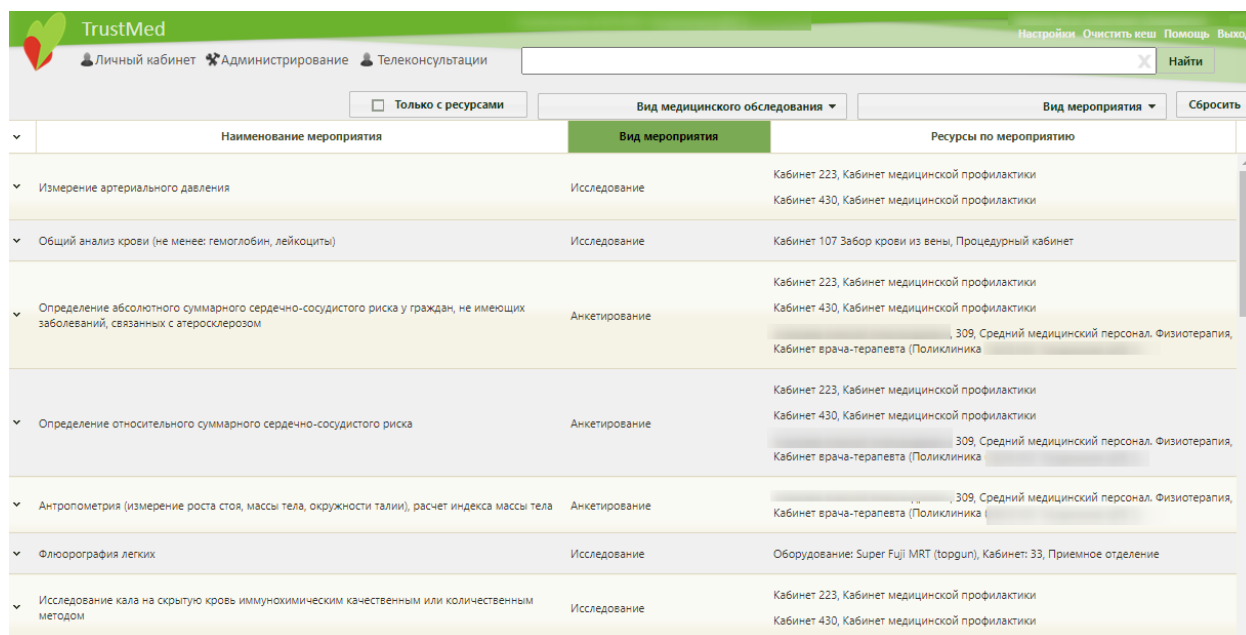 TrustMed
Настройки Очистить кеш Помощь Выхо
Личный кабинет Администрирование Телеконсультации
X Найти
Только с ресурсами Вид медицинского обследования Вид мероприятия Сбросить
Наименование мероприятия Вид мероприятия Ресурсы по мероприятию
Измерение артериального давления Исследование
Кабинет 223, Кабинет медицинской профилактики
Кабинет 430, Кабинет медицинской профилактики
Общий анализ крови (не менее: гемоглобин, лейкоциты) Исследование Кабинет 107 Забор крови из вены, Процедурный кабинет
Определение абсолютного суммарного сердечно-сосудистого риска у граждан, не имеющих
заболеваний, связанных с атеросклерозом
Анкетирование
Кабинет 223, Кабинет медицинской профилактики
Кабинет 430, Кабинет медицинской профилактики
, 309, Средний медицинский персонал. Физиотерапия,
Кабинет врача-терапевта (Поликлиника
Определение относительного суммарного сердечно-сосудистого риска Анкетирование
Кабинет 223, Кабинет медицинской профилактики
Кабинет 430, Кабинет медицинской профилактики
, 309, Средний медицинский персонал. Физиотерапия,
Кабинет врача-терапевта (Поликлиника
Антропометрия (измерение роста стоя, массы тела, окружности талии), расчет индекса массы тела Анкетирование
, 309, Средний медицинский персонал. Физиотерапия,
Кабинет врача-терапевта (Поликлиника
Флюорография легких Исследование Оборудование: Super Fuji MRT (topgun), Кабинет: 33, Приемное отделение
Исследование кала на скрытую кровь иммунохимическим качественным или количественным
методом
Исследование
Кабинет 223, Кабинет медицинской профилактики
Кабинет 430, Кабинет медицинской профилактики